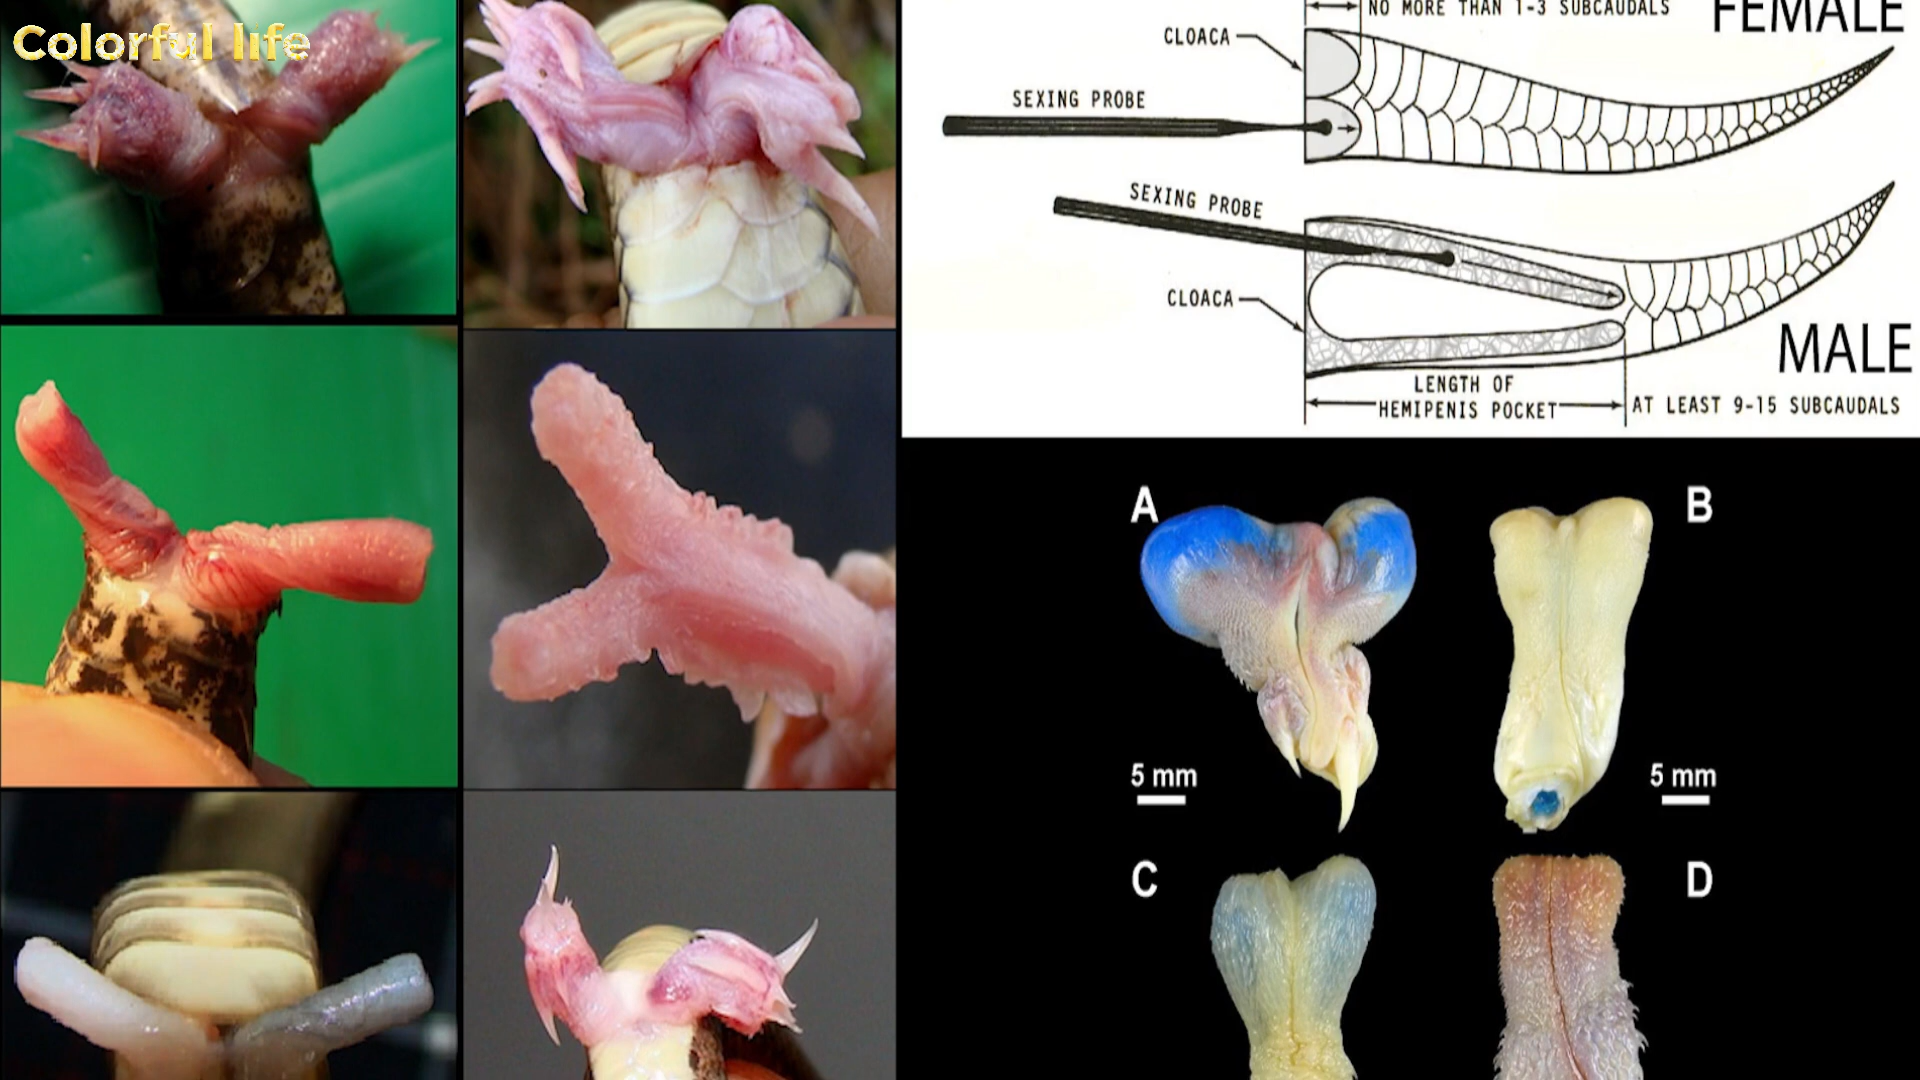 Colorful life
NO MORE THAN 1-3 SUBCAUDALS
FEMALE
CLOACA
SEXING PROBE
SEXING PROBE
CLOACA
MALE
LENGTH OF
HEMIPENIS POCKET
AT LEAST 9-15 SUBCAUDALS
A
B
5 mm
5 mm
C
D